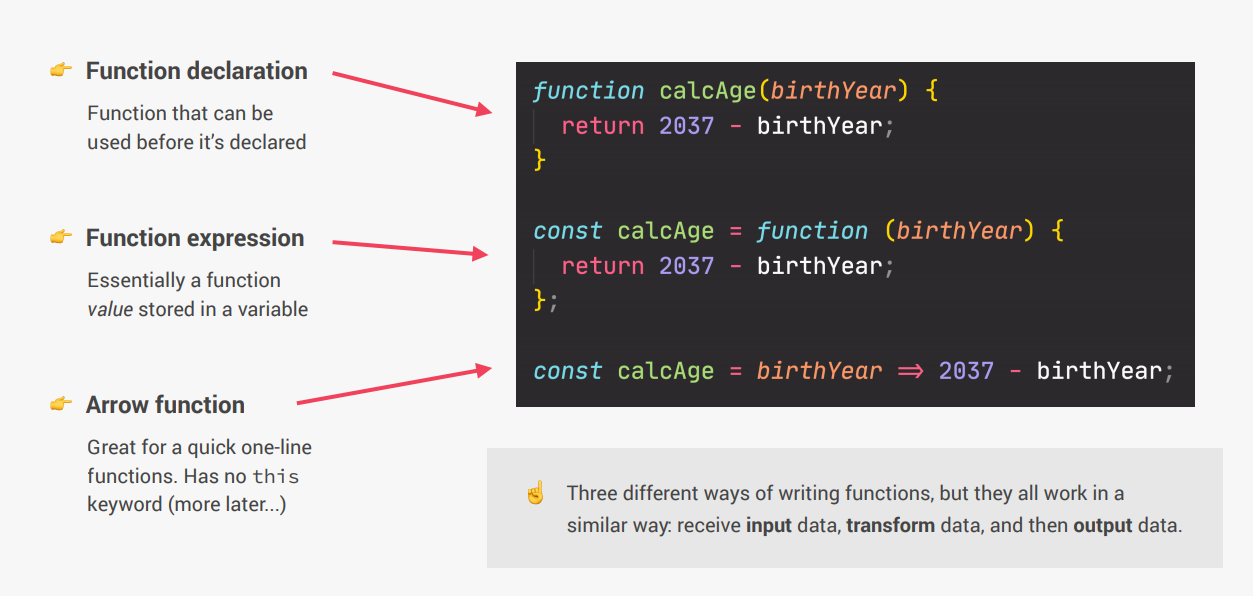 👉 Function declaration
Function that can be
used before it’s declared
👉 Function expression
Essentially a function
value stored in a variable
👉 Arrow function
Great for a quick one-line
functions. Has no this
keyword (more later...)
function calcAge(birthYear) {
  return 2037 - birthYear;
}
const calcAge = function (birthYear) {
  return 2037 - birthYear;
};
const calcAge = birthYear => 2037 - birthYear;
☝️ Three different ways of writing functions, but they all work in a
similar way: receive input data, transform data, and then output data.